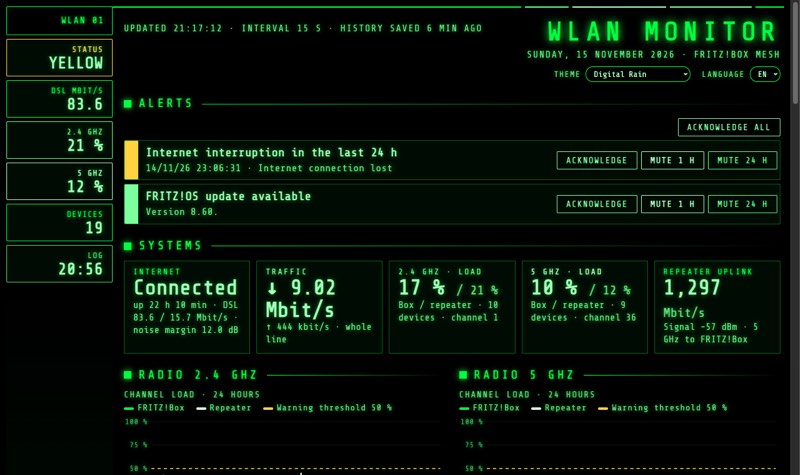 WLAN 01
STATUS
YELLOW
DSL MBIT/S
83.6
2.4 GHZ
21 %
5 GHZ
12 %
DEVICES
19
LOG
20:56
UPDATED 21:17:12 · INTERVAL 15 S · HISTORY SAVED 6 MIN AGO
WLAN MONITOR
SUNDAY, 15 NOVEMBER 2026 · FRITZ!BOX MESH
THEME Digital Rain LANGUAGE EN
ALERTS
ACKNOWLEDGE ALL
Internet interruption in the last 24 h
14/11/26 23:06:31 · Internet connection lost
ACKNOWLEDGE MUTE 1 H MUTE 24 H
FRITZ!OS update available
Version 8.60.
ACKNOWLEDGE MUTE 1 H MUTE 24 H
SYSTEMS
INTERNET
Connected
up 22 h 10 min · DSL
83.6 / 15.7 Mbit/s ·
noise margin 12.0 dB
TRAFFIC
↓ 9.02
Mbit/s
↑ 444 kbit/s · whole
line
2.4 GHZ · LOAD
17 % / 21 %
Box / repeater · 10
devices · channel 1
5 GHZ · LOAD
10 % / 12 %
Box / repeater · 9
devices · channel 36
REPEATER UPLINK
1,297
Mbit/s
Signal -57 dBm · 5
GHz to FRITZ!Box
RADIO 2.4 GHZ
CHANNEL LOAD · 24 HOURS
FRITZ!Box Repeater Warning threshold 50 %
100 %
75 %
50 %
RADIO 5 GHZ
CHANNEL LOAD · 24 HOURS
FRITZ!Box Repeater Warning threshold 50 %
100 %
75 %
50 %